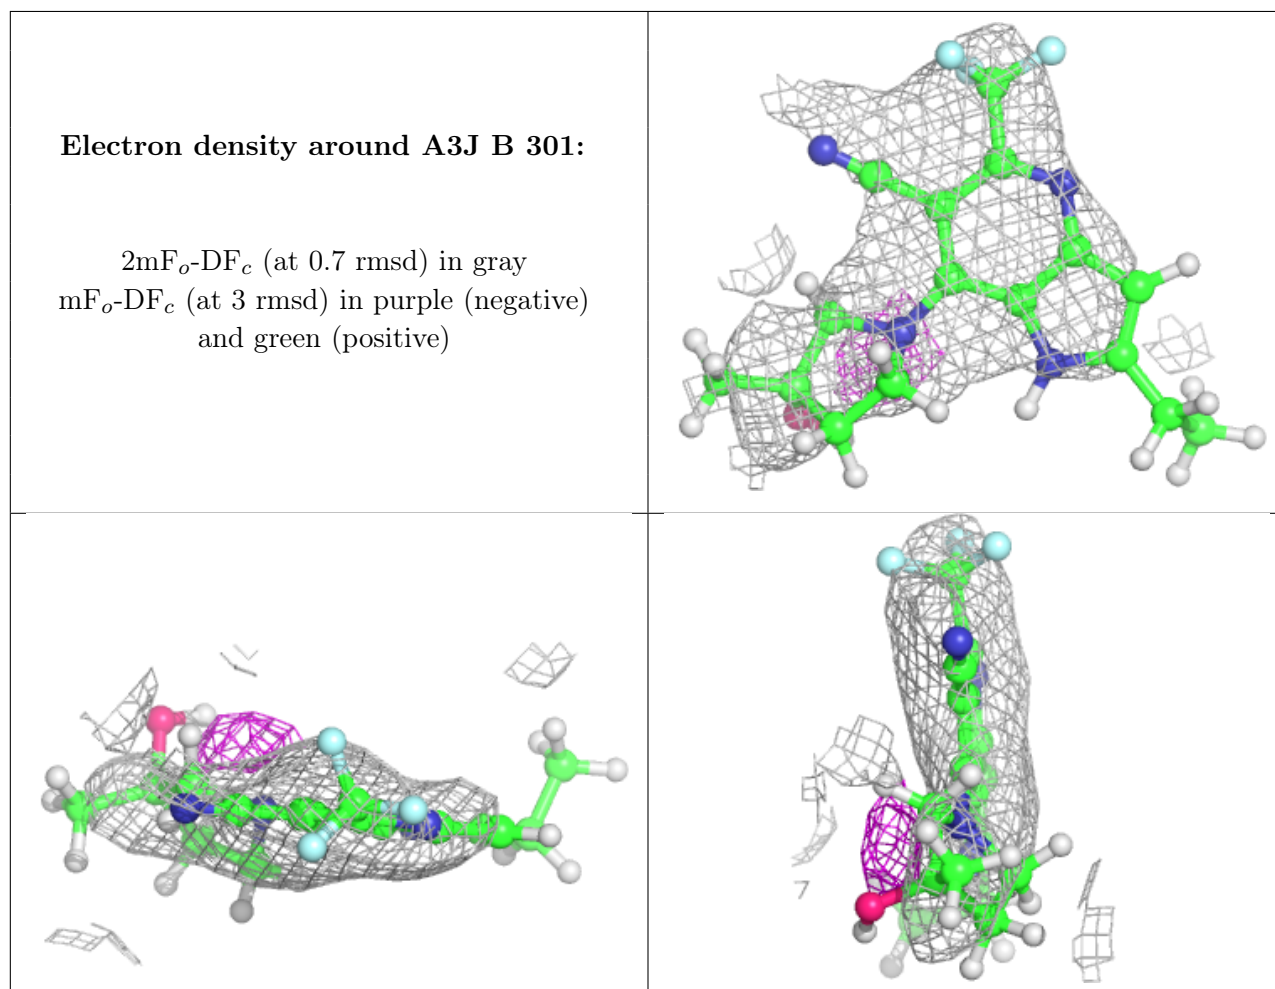 Electron density around A3J B 301:
2mFo-DFc (at 0.7 rmsd) in gray
mFo-DFc (at 3 rmsd) in purple (negative)
and green (positive)